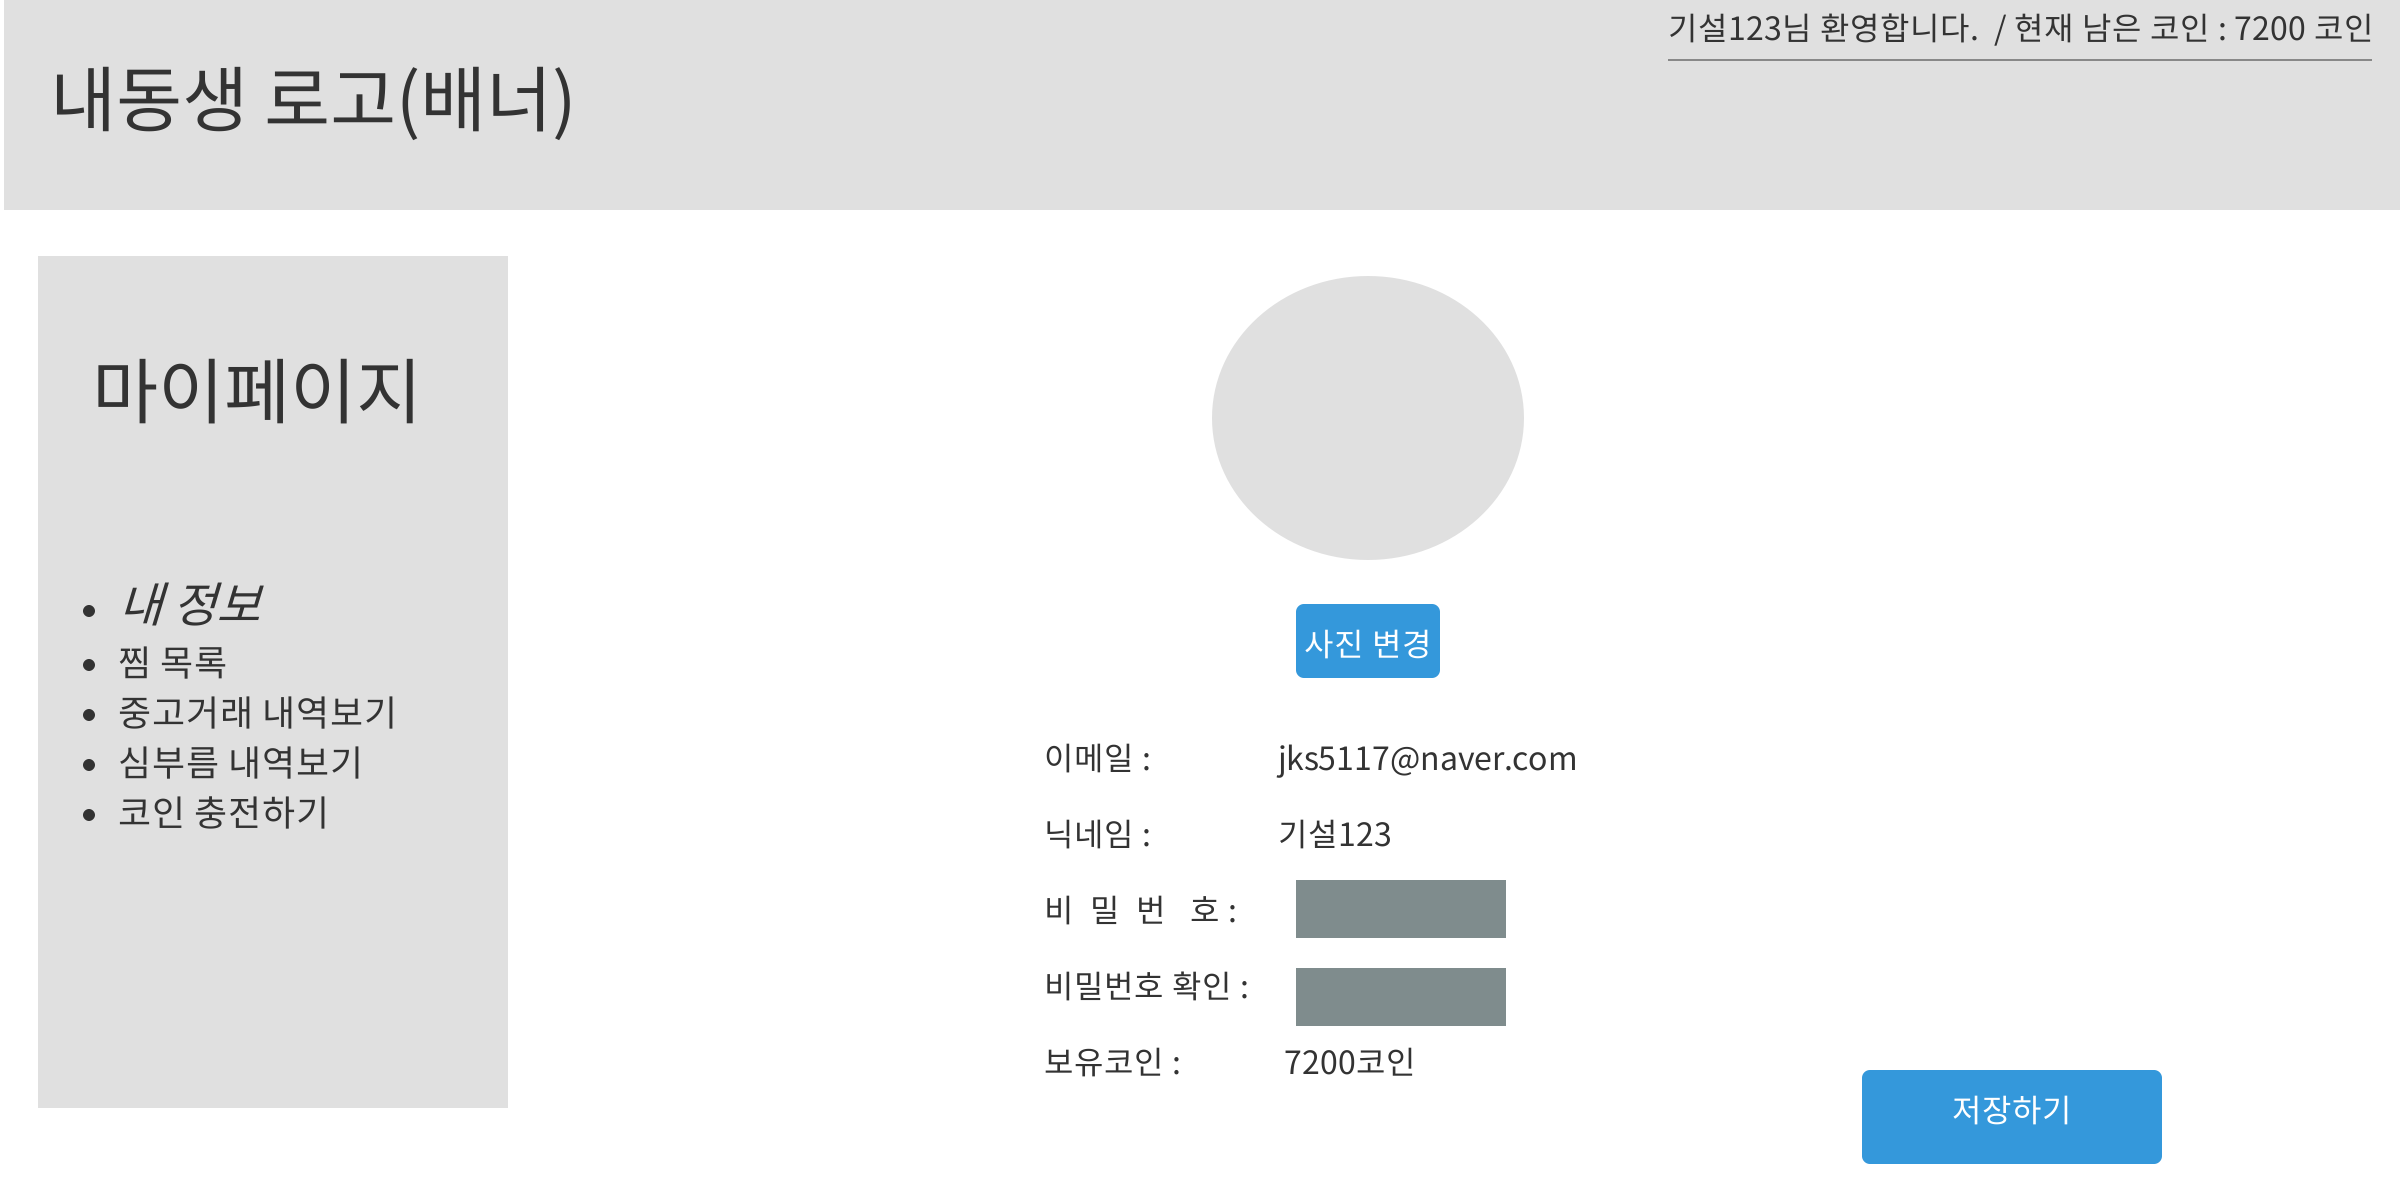 기설123님 환영합니다. / 현재 남은 코인 : 7200 코인
내동생 로고(배너)
마이페이지
내 정보
찜 목록
중고거래 내역보기
심부름 내역보기
코인 충전하기
사진 변경
이메일 : jks5117@naver.com
닉네임 : 기설123
비 밀 번 호 :
비밀번호 확인 :
보유코인 : 7200코인
저장하기